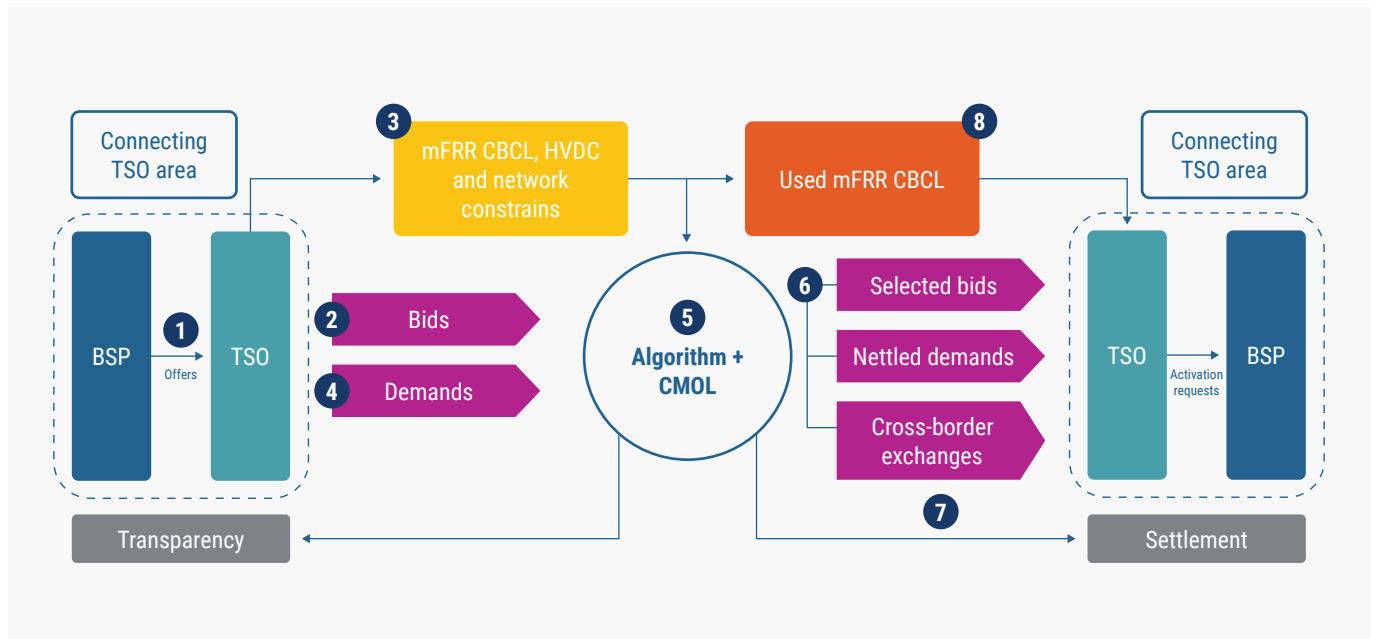 Connecting
TSO area
3
mFRR CBCL, HVDC
and network
constrains
8
Used mFRR CBCL
Connecting
TSO area
BSP
1
Offers
TSO
2
Bids
4
Demands
5
Algorithm +
CMOL
6
Selected bids
Nettled demands
Cross-border
exchanges
7
TSO
Activation
requests
BSP
Transparency
Settlement